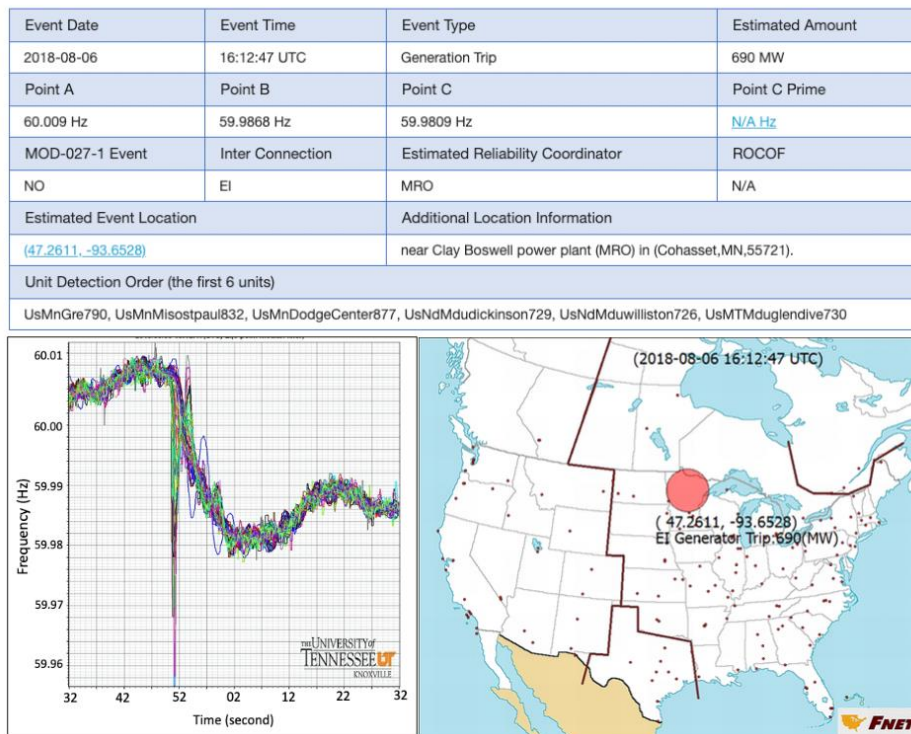 Event Date Event Time Event Type Estimated Amount
2018-08-06 16:12:47 UTC Generation Trip 690 MW
Point A Point B Point C Point C Prime
60.009 Hz 59.9868 Hz 59.9809 Hz N/A Hz
MOD-027-1 Event Inter Connection Estimated Reliability Coordinator ROCOF
NO EI MRO N/A
Estimated Event Location Additional Location Information
(47.2611, -93.6528) near Clay Boswell power plant (MRO) in (Cohasset,MN,55721).
Unit Detection Order (the first 6 units)
UsMnGre790, UsMnMisostpaul832, UsMnDodgeCenter877, UsNdMdudickinson729, UsNdMduwilliston726, UsMTMduglendive730
60.01
60.00
59.99
59.98
59.97
59.96
Frequency (Hz)
32 42 52 02 12 22 32
Time (second)
THE UNIVERSITY of
TENNESSEE UT
KNOXVILLE
(2018-08-06 16:12:47 UTC)
( 47.2611, -93.6528)
EI Generator Trip:690(MW)
FNET